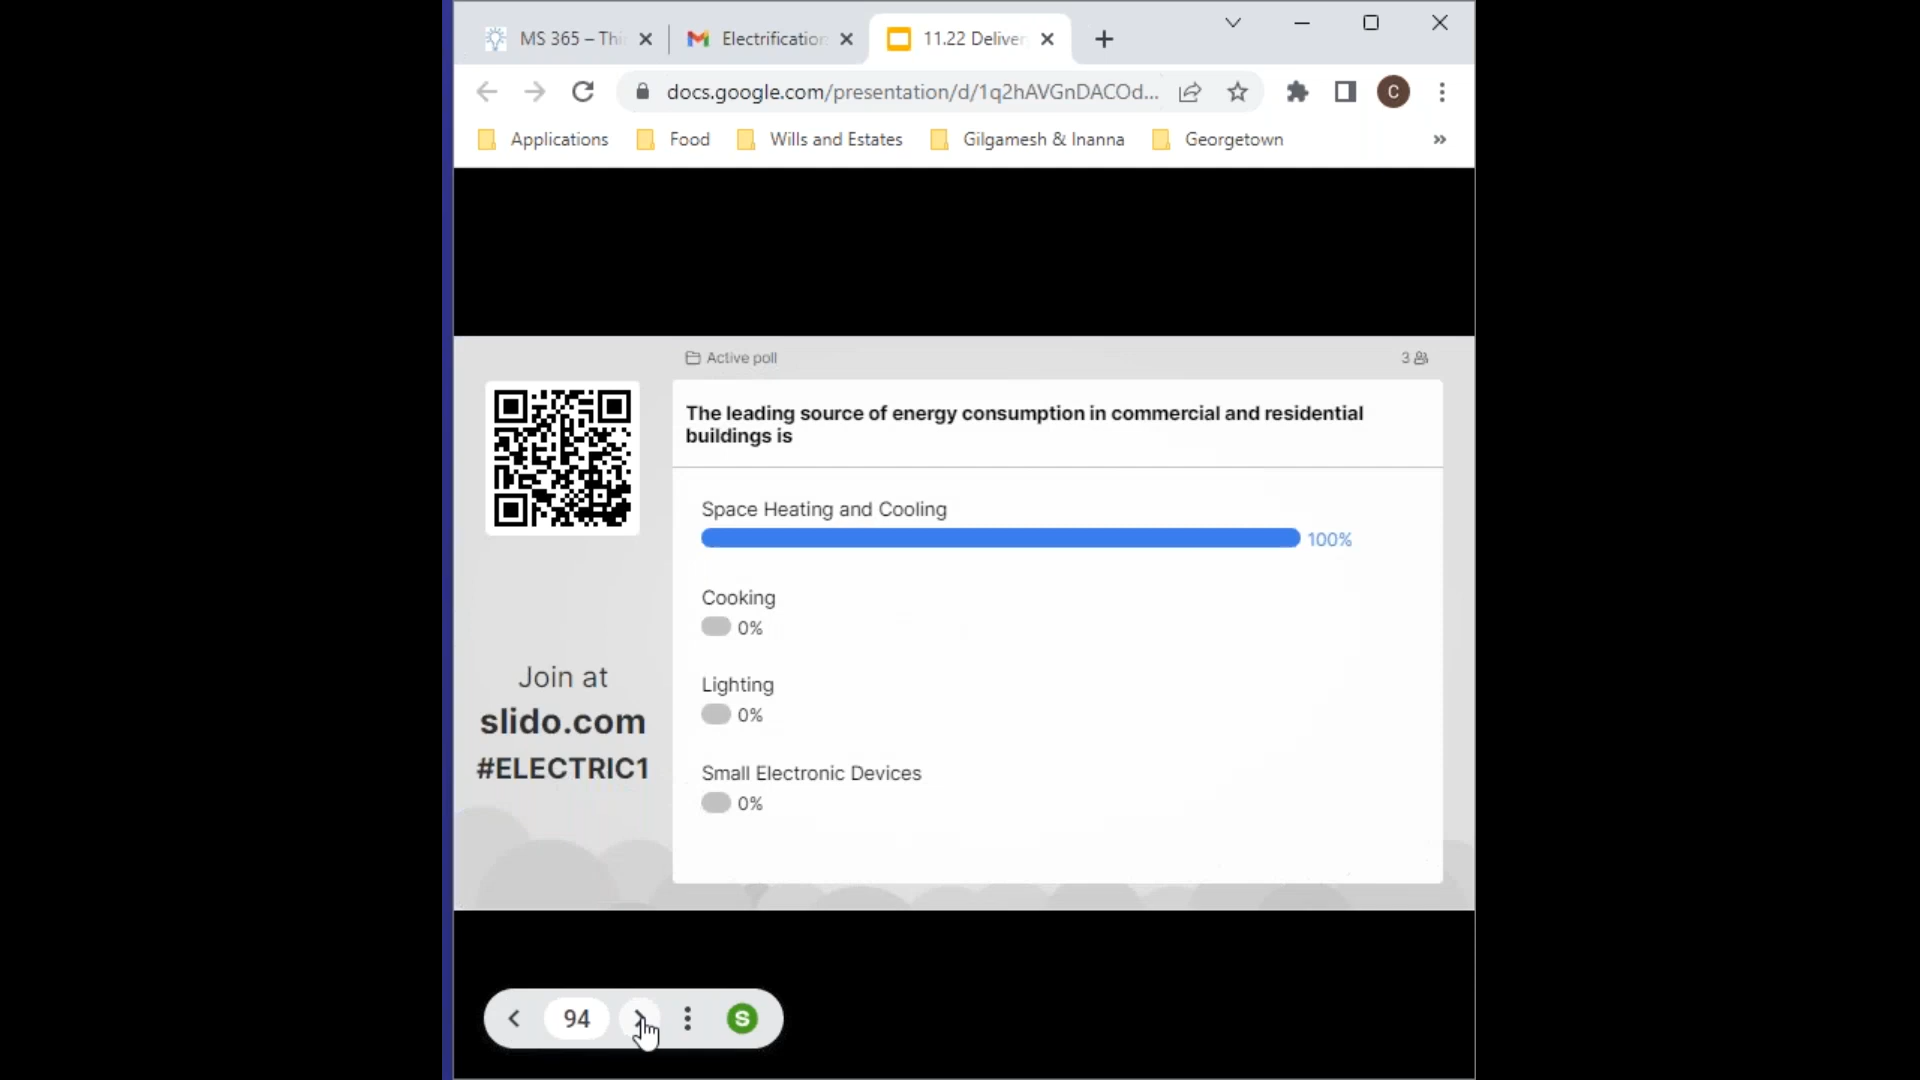 MS 365 – Thi
Electrification
11.22 Deliver
docs.google.com/presentation/d/1q2hAVGnDACOd...
C
Applications
Food
Wills and Estates
Gilgamesh & Inanna
Georgetown
»
Active poll
3
The leading source of energy consumption in commercial and residential
buildings is
Space Heating and Cooling
100%
Cooking
0%
Lighting
0%
Small Electronic Devices
0%
Join at
slido.com
#ELECTRIC1
94
S